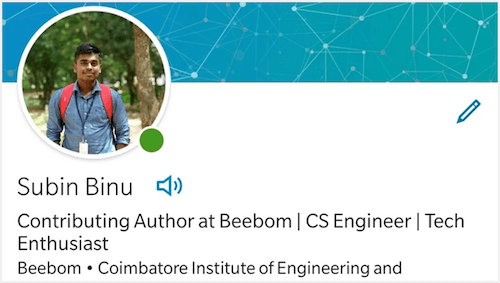 Subin Binu
Contributing Author at Beebom | CS Engineer | Tech
Enthusiast
Beebom • Coimbatore Institute of Engineering and